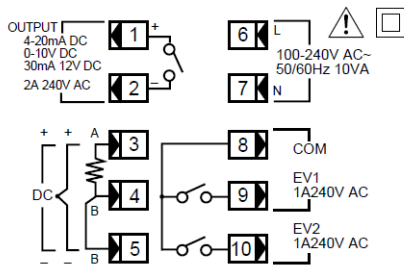 OUTPUT
4-20mA DC
0-10V DC
30mA 12V DC
2A 240V AC
1 +
2 −
6 L
7 N
100-240V AC~
50/60Hz 10VA
+ + A 3
DC
B 4
− − B 5
8 COM
9 EV1
1A240V AC
10 EV2
1A240V AC